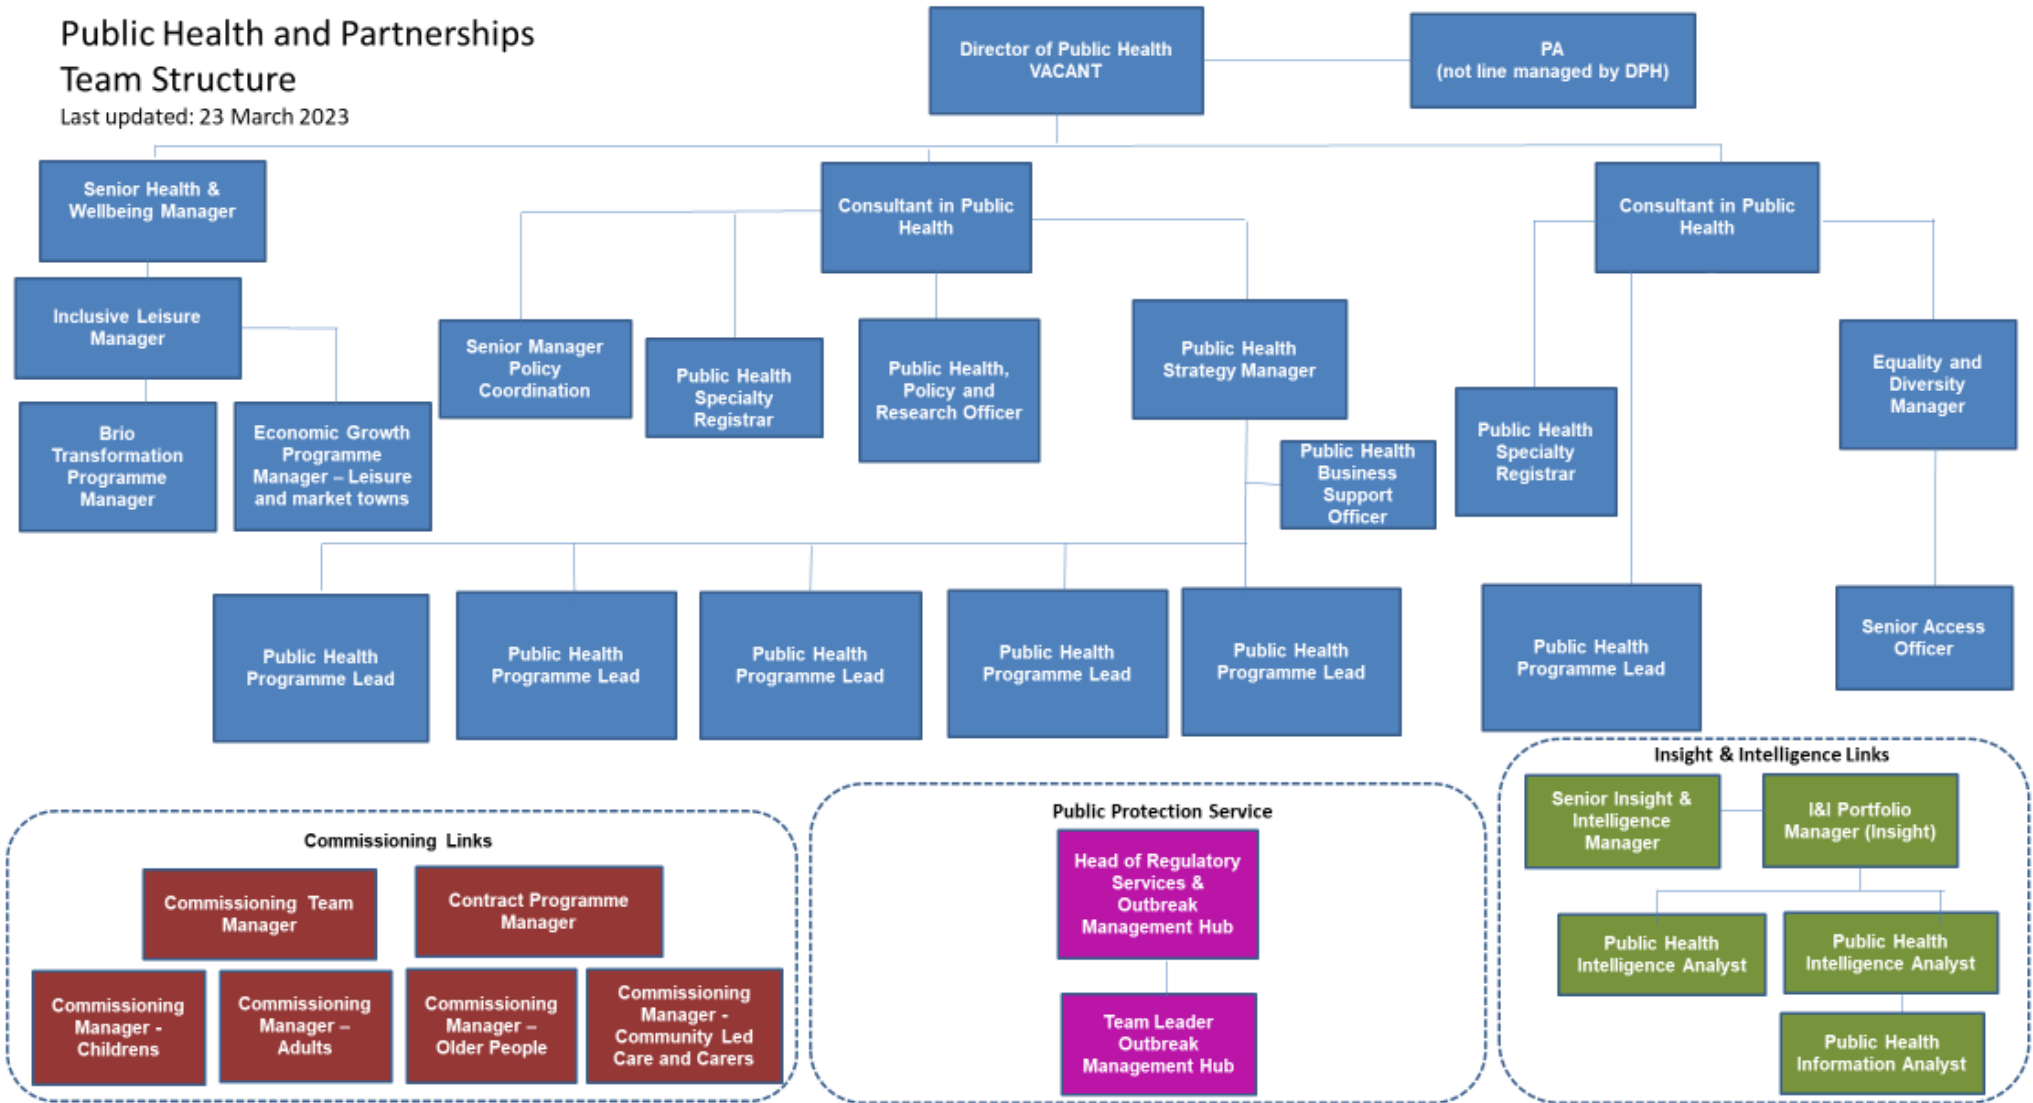 Public Health and Partnerships
Team Structure
Last updated: 23 March 2023
Director of Public Health
VACANT
PA
(not line managed by DPH)
Senior Health &
Wellbeing Manager
Consultant in Public
Health
Consultant in Public
Health
Inclusive Leisure
Manager
Senior Manager
Policy
Coordination
Public Health
Specialty
Registrar
Public Health,
Policy and
Research Officer
Public Health
Strategy Manager
Public Health
Specialty
Registrar
Equality and
Diversity
Manager
Brio
Transformation
Programme
Manager
Economic Growth
Programme
Manager – Leisure
and market towns
Public Health
Business
Support
Officer
Public Health
Programme Lead
Public Health
Programme Lead
Public Health
Programme Lead
Public Health
Programme Lead
Public Health
Programme Lead
Public Health
Programme Lead
Senior Access
Officer
Commissioning Links
Commissioning Team
Manager
Contract Programme
Manager
Commissioning
Manager -
Childrens
Commissioning
Manager –
Adults
Commissioning
Manager –
Older People
Commissioning
Manager -
Community Led
Care and Carers
Public Protection Service
Head of Regulatory
Services &
Outbreak
Management Hub
Team Leader
Outbreak
Management Hub
Insight & Intelligence Links
Senior Insight &
Intelligence
Manager
I&I Portfolio
Manager (Insight)
Public Health
Intelligence Analyst
Public Health
Intelligence Analyst
Public Health
Information Analyst